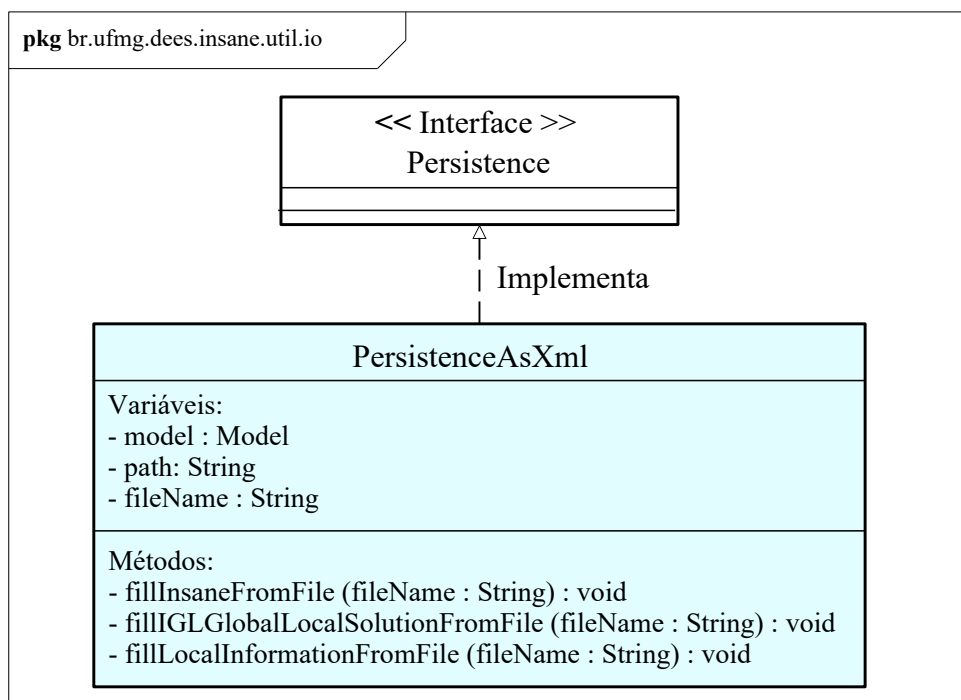 pkg br.ufmg.dees.insane.util.io
<< Interface >>
Persistence
Implementa
PersistenceAsXml
Variáveis:
- model : Model
- path: String
- fileName : String
Métodos:
- fillInsaneFromFile (fileName : String) : void
- fillIGLGlobalLocalSolutionFromFile (fileName : String) : void
- fillLocalInformationFromFile (fileName : String) : void